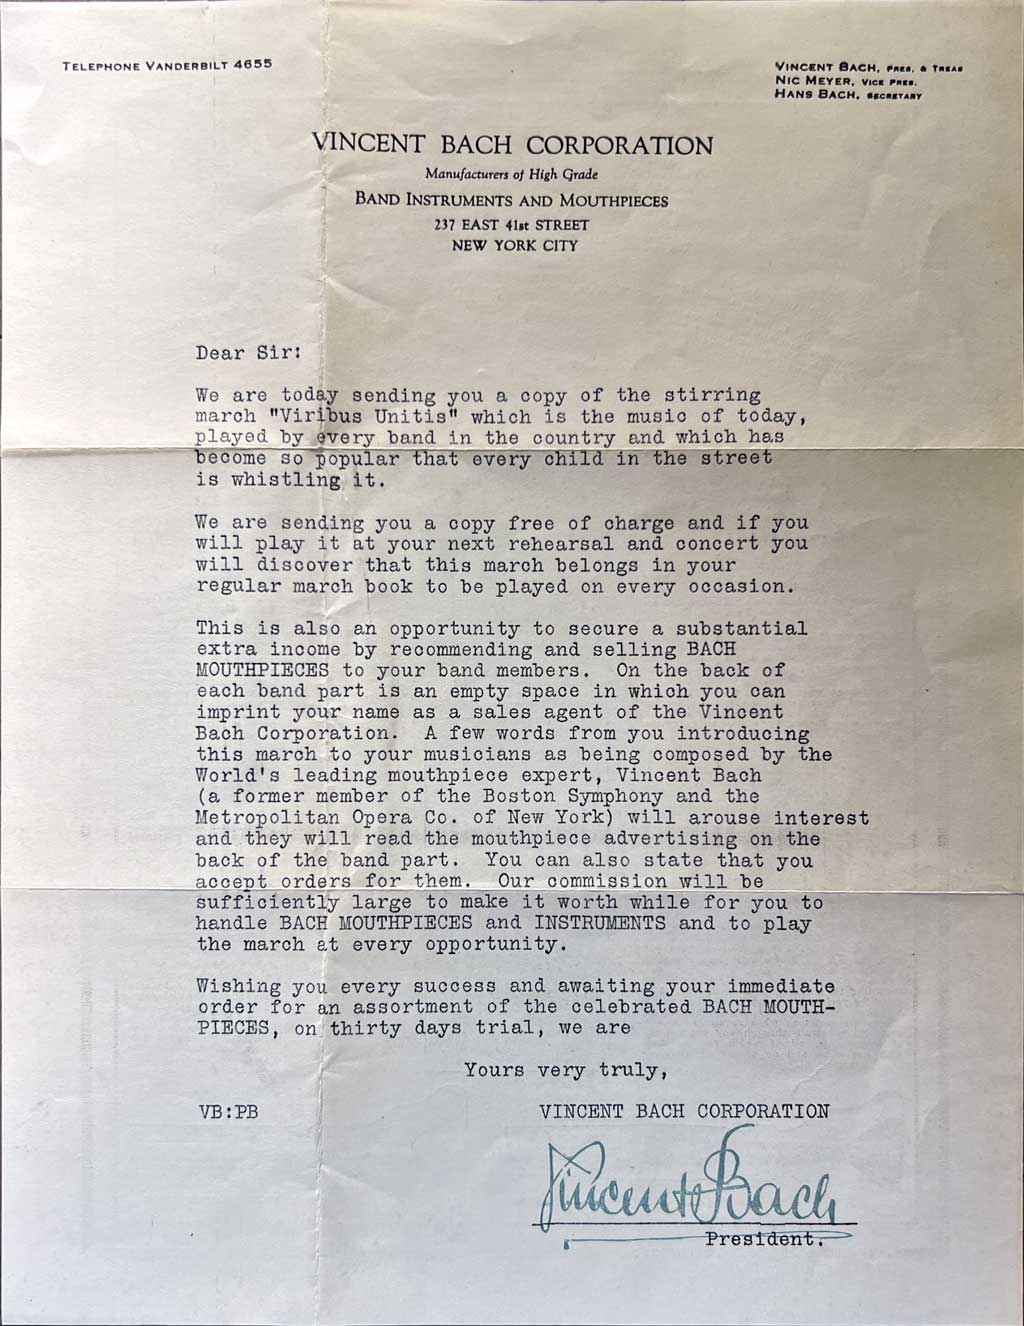 TELEPHONE VANDERBILT 4655
VINCENT BACH, PRES. & TREAS
NIC MEYER, VICE PRES.
HANS BACH, SECRETARY
VINCENT BACH CORPORATION
Manufacturers of High Grade
BAND INSTRUMENTS AND MOUTHPIECES
237 EAST 41st STREET
NEW YORK CITY
Dear Sir:
We are today sending you a copy of the stirring
march "Viribus Unitis" which is the music of today,
played by every band in the country and which has
become so popular that every child in the street
is whistling it.
We are sending you a copy free of charge and if you
will play it at your next rehearsal and concert you
will discover that this march belongs in your
regular march book to be played on every occasion.
This is also an opportunity to secure a substantial
extra income by recommending and selling BACH
MOUTHPIECES to your band members. On the back of
each band part is an empty space in which you can
imprint your name as a sales agent of the Vincent
Bach Corporation. A few words from you introducing
this march to your musicians as being composed by the
World's leading mouthpiece expert, Vincent Bach
(a former member of the Boston Symphony and the
Metropolitan Opera Co. of New York) will arouse interest
and they will read the mouthpiece advertising on the
back of the band part. You can also state that you
accept orders for them. Our commission will be
sufficiently large to make it worth while for you to
handle BACH MOUTHPIECES and INSTRUMENTS and to play
the march at every opportunity.
Wishing you every success and awaiting your immediate
order for an assortment of the celebrated BACH MOUTH-
PIECES, on thirty days trial, we are
Yours very truly,
VB:PB VINCENT BACH CORPORATION
Vincent Bach
President.